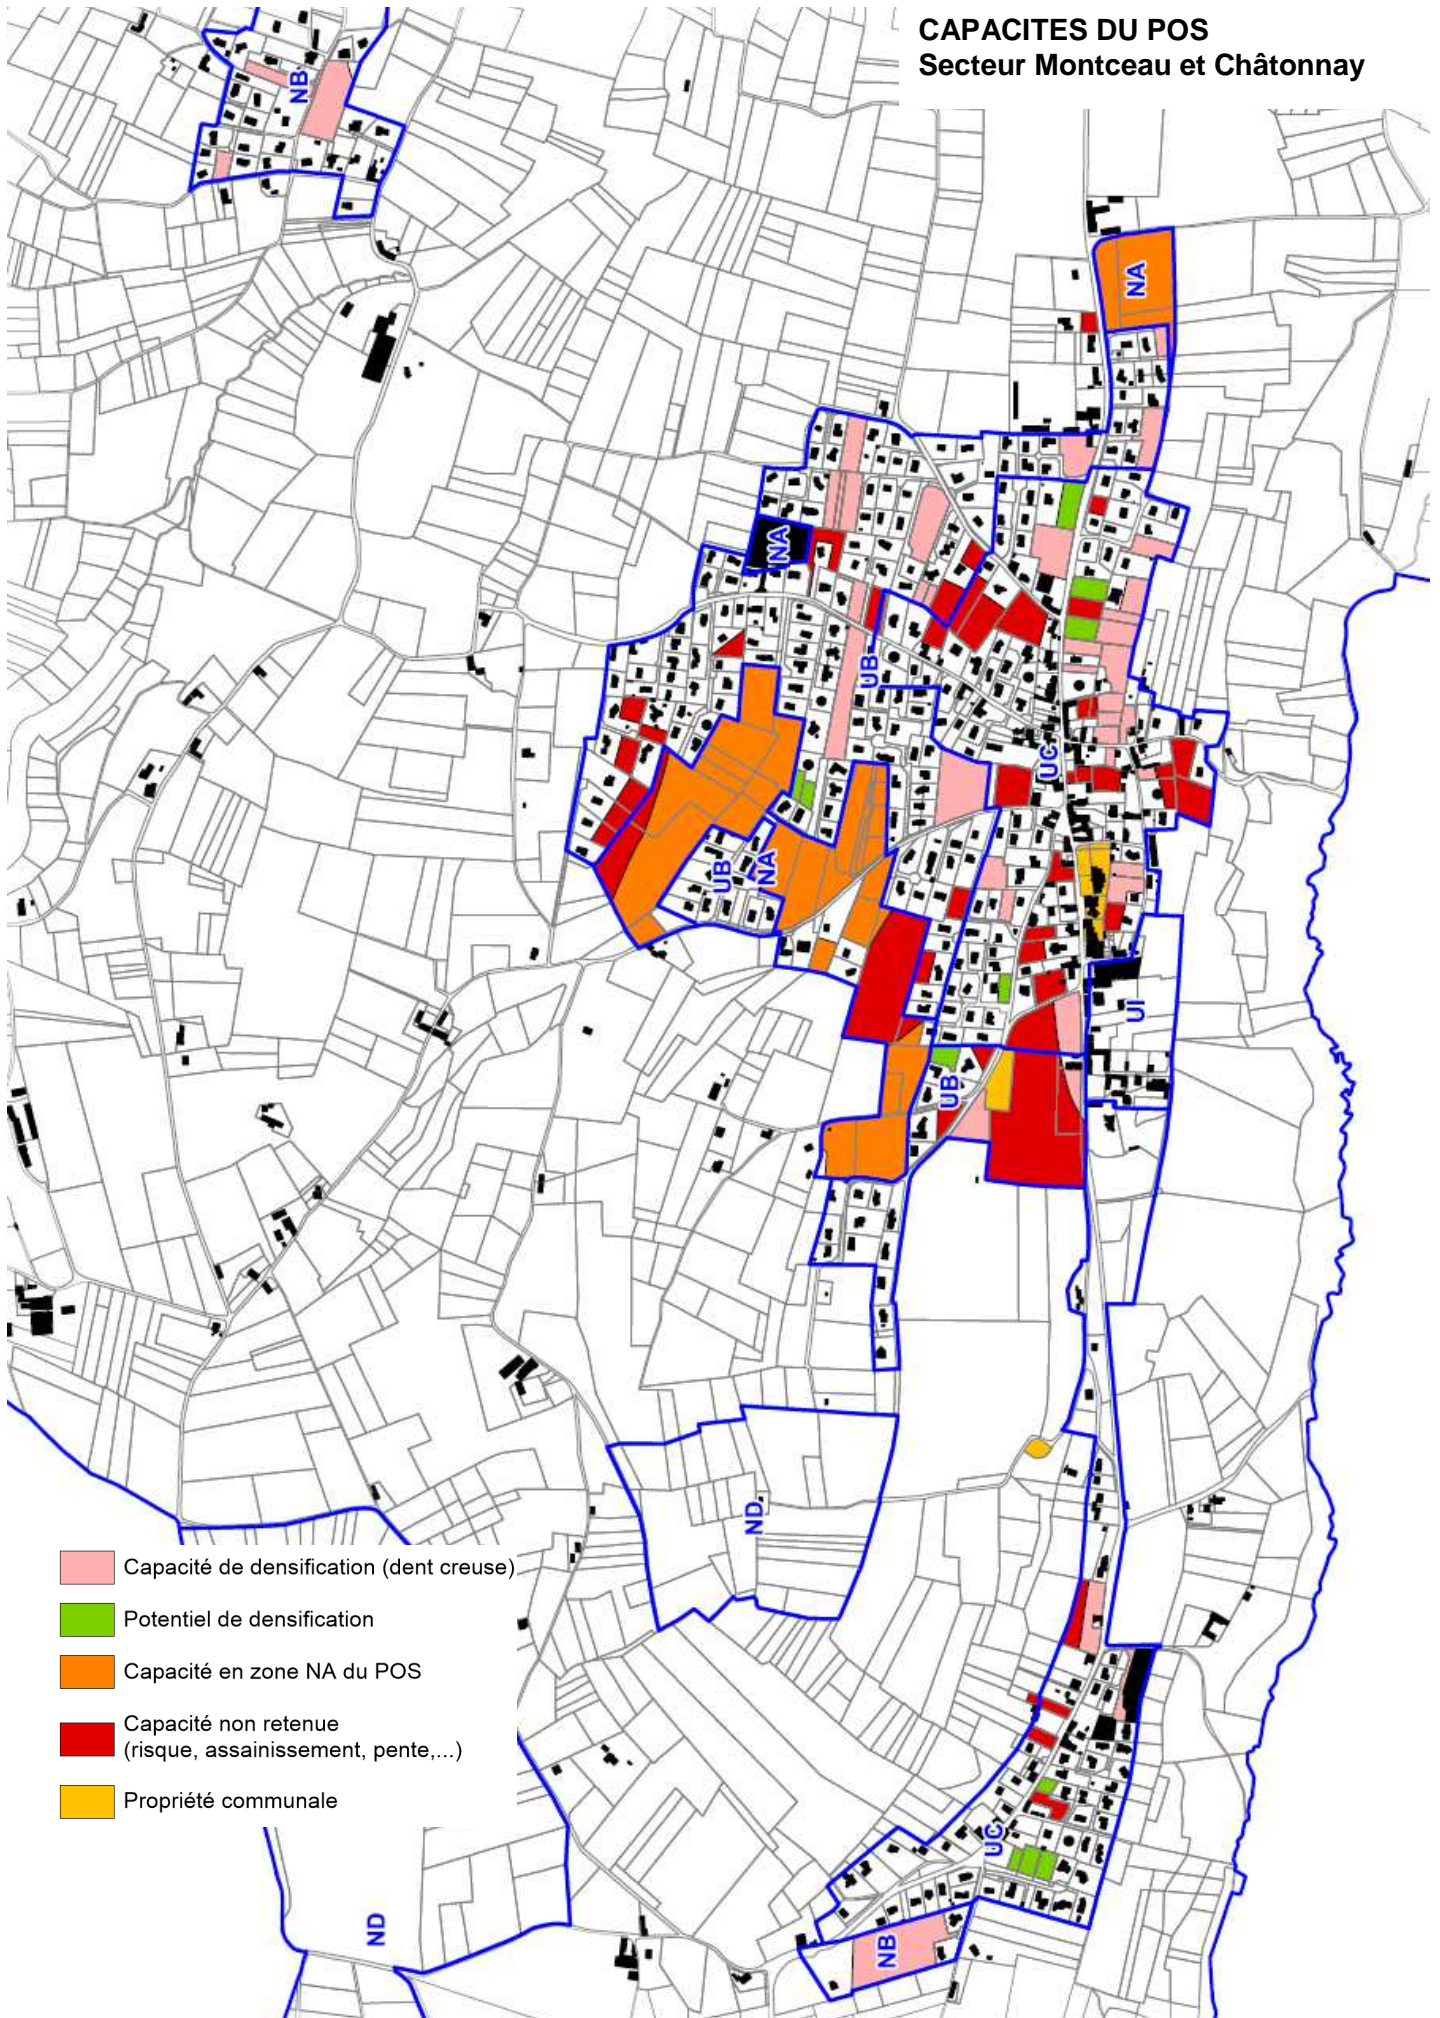 CAPACITES DU POS
Secteur Montceau et Châtonnay
NB
NA
NA
UB
UC
UB
NA
UI
UB
ND
Capacité de densification (dent creuse)
Potentiel de densification
Capacité en zone NA du POS
Capacité non retenue
(risque, assainissement, pente,...)
Propriété communale
UC
ND
NB